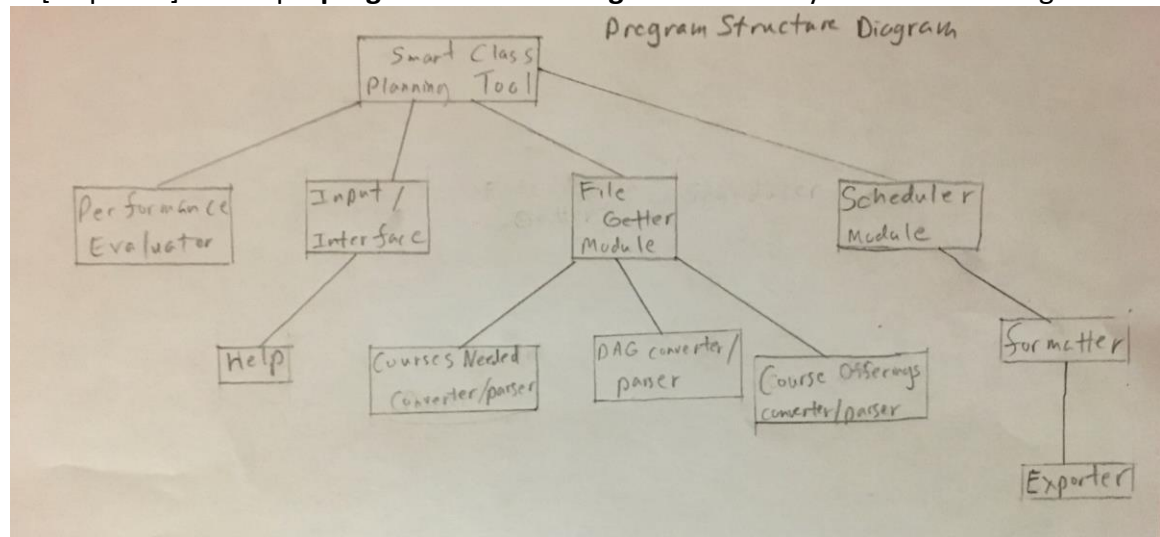 program
Program Structure Diagram
Smart Class
Planning Tool
Performance
Evaluator
Input /
Interface
File
Getter
Module
Scheduler
Module
Help
Courses Needed
Converter/parser
DAG converter/
parser
Course Offerings
converter/parser
formatter
Exporter